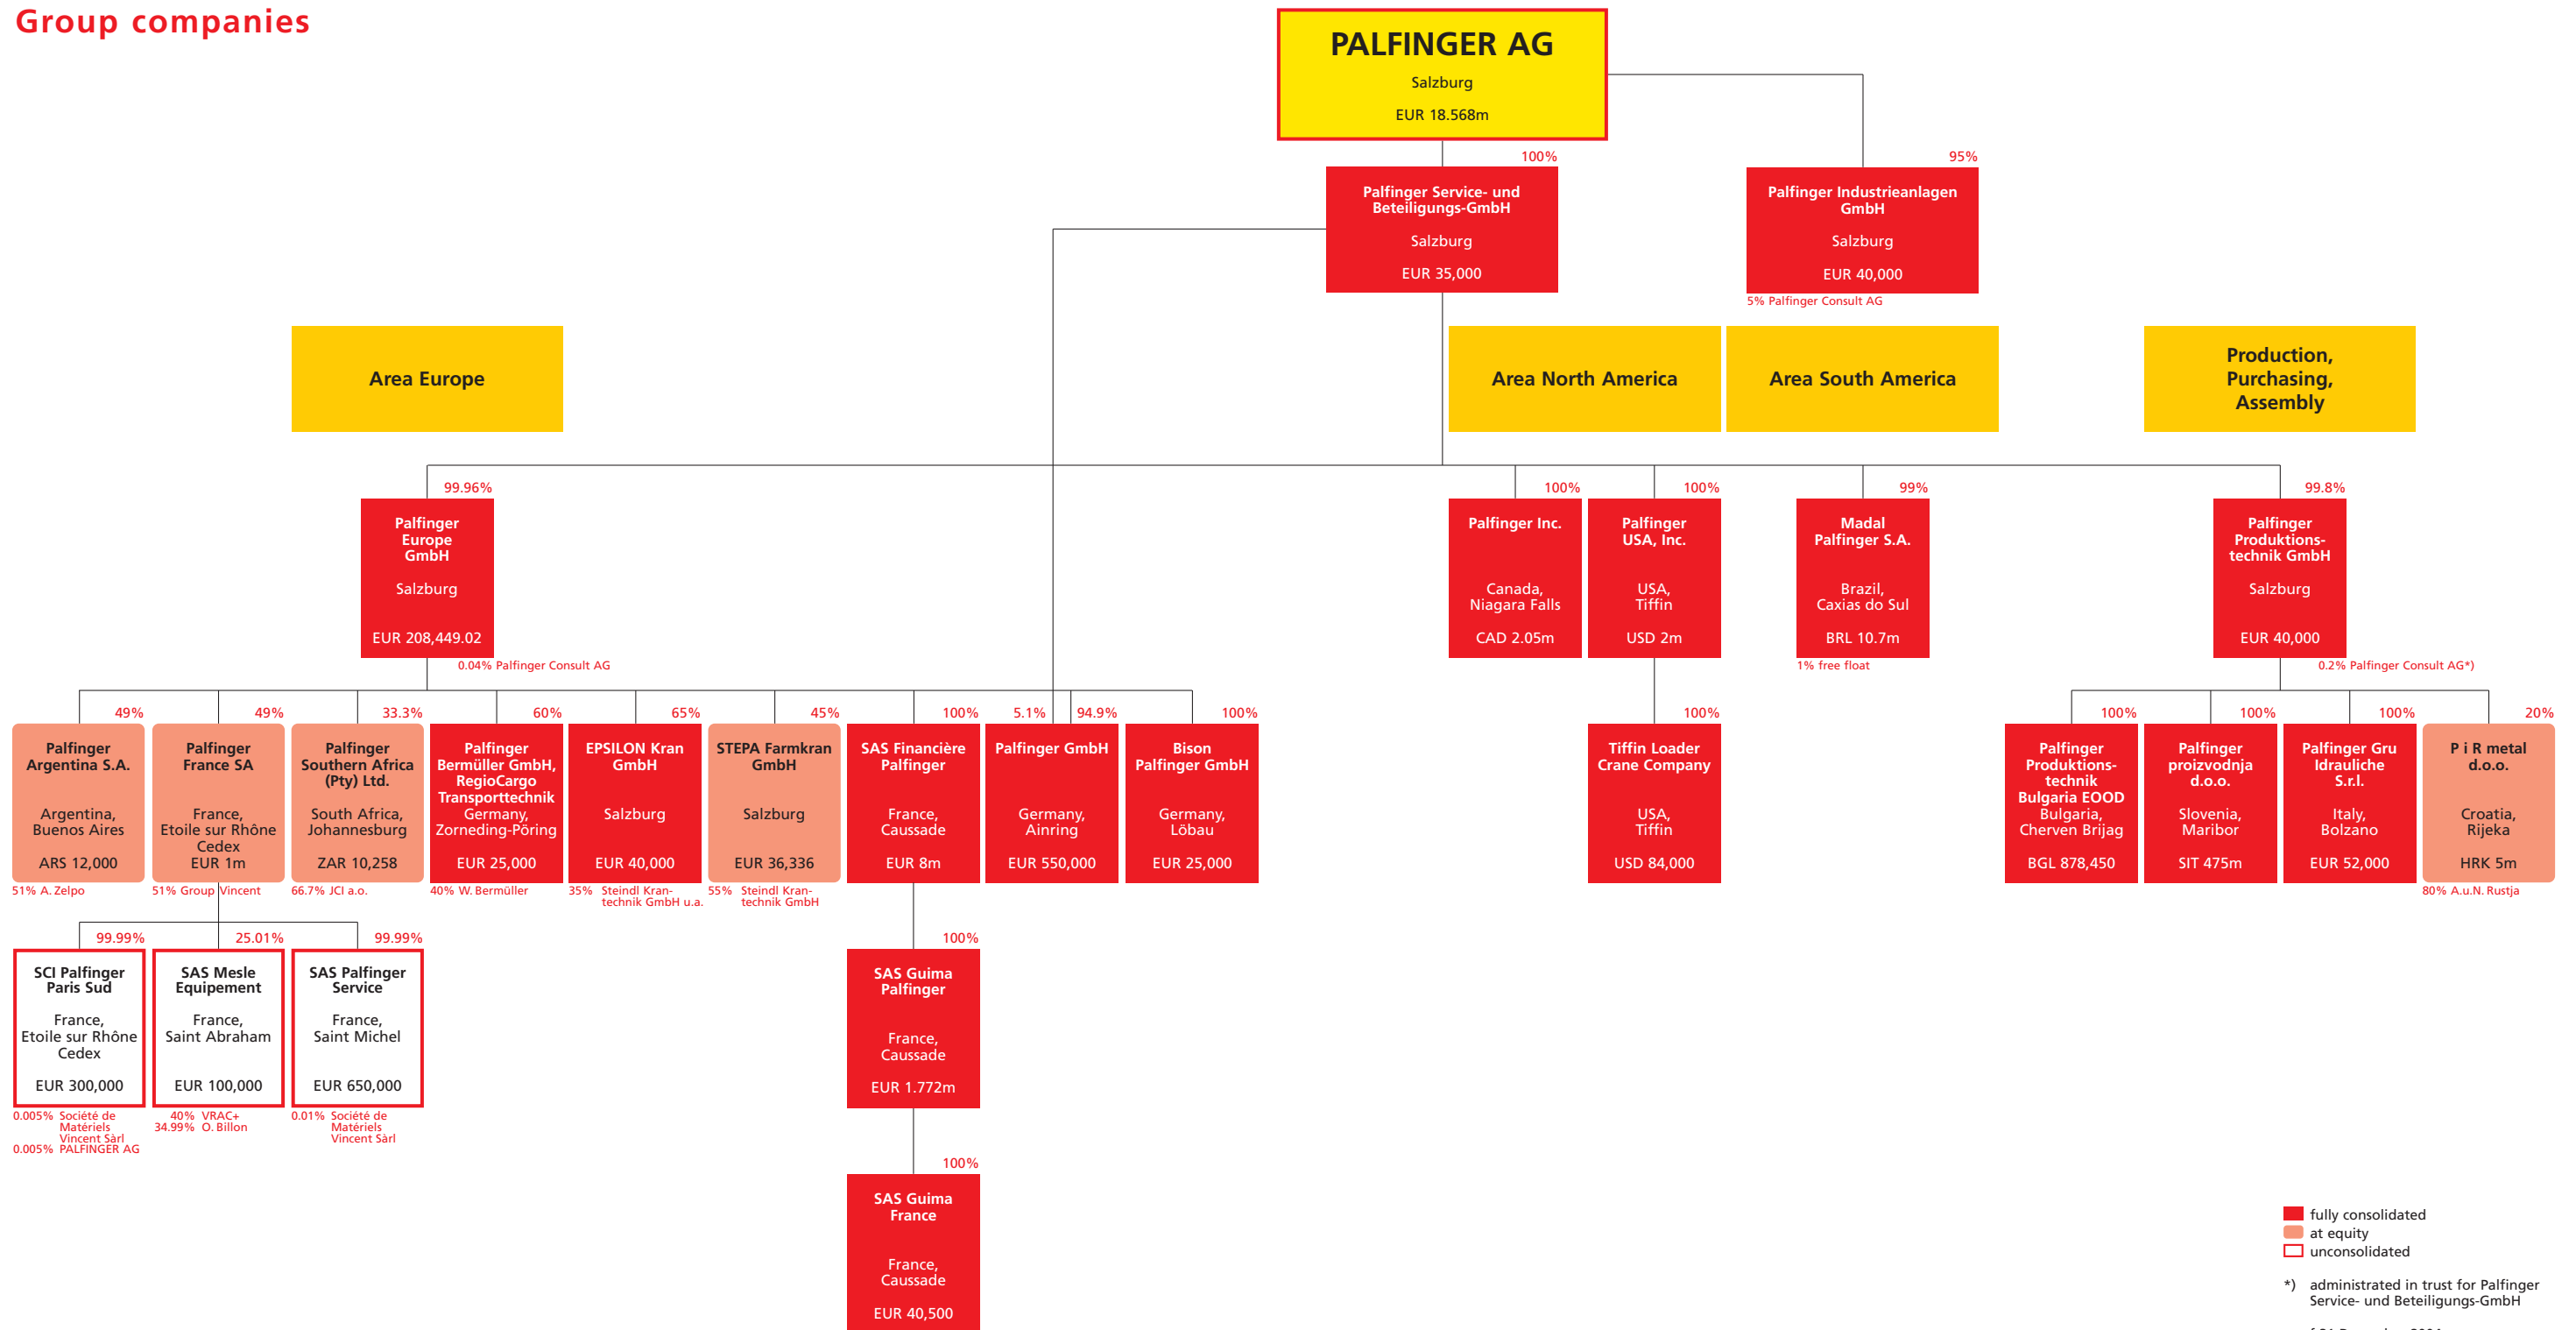 Group companies
PALFINGER AG
Salzburg
EUR 18.568m
100%
Palfinger Service- und
Beteiligungs-GmbH
Salzburg
EUR 35,000
95%
Palfinger Industrieanlagen
GmbH
Salzburg
EUR 40,000
5% Palfinger Consult AG
Area Europe
Area North America
Area South America
Production,
Purchasing,
Assembly
99.96%
Palfinger
Europe
GmbH
Salzburg
EUR 208,449.02
0.04% Palfinger Consult AG
100%
Palfinger Inc.
Canada,
Niagara Falls
CAD 2.05m
100%
Palfinger
USA, Inc.
USA,
Tiffin
USD 2m
99%
Madal
Palfinger S.A.
Brazil,
Caxias do Sul
BRL 10.7m
1% free float
99.8%
Palfinger
Produktions-
technik GmbH
Salzburg
EUR 40,000
0.2% Palfinger Consult AG*)
49%
Palfinger
Argentina S.A.
Argentina,
Buenos Aires
ARS 12,000
51% A. Zelpo
49%
Palfinger
France SA
France,
Etoile sur Rhône
Cedex
EUR 1m
51% Group Vincent
33.3%
Palfinger
Southern Africa
(Pty) Ltd.
South Africa,
Johannesburg
ZAR 10,258
66.7% JCI a.o.
60%
Palfinger
Bermüller GmbH,
RegioCargo
Transporttechnik
Germany,
Zorneding-Pöring
EUR 25,000
40% W. Bermüller
65%
EPSILON Kran
GmbH
Salzburg
EUR 40,000
35% Steindl Kran-
technik GmbH u.a.
45%
STEPA Farmkran
GmbH
Salzburg
EUR 36,336
55% Steindl Kran-
technik GmbH
100%
SAS Financière
Palfinger
France,
Caussade
EUR 8m
5.1% 94.9%
Palfinger GmbH
Germany,
Ainring
EUR 550,000
100%
Bison
Palfinger GmbH
Germany,
Löbau
EUR 25,000
100%
Tiffin Loader
Crane Company
USA,
Tiffin
USD 84,000
100%
Palfinger
Produktions-
technik
Bulgaria EOOD
Bulgaria,
Cherven Brijag
BGL 878,450
100%
Palfinger
proizvodnja
d.o.o.
Slovenia,
Maribor
SIT 475m
100%
Palfinger Gru
Idrauliche
S.r.l.
Italy,
Bolzano
EUR 52,000
20%
P i R metal
d.o.o.
Croatia,
Rijeka
HRK 5m
80% A.u.N. Rustja
99.99%
SCI Palfinger
Paris Sud
France,
Etoile sur Rhône
Cedex
EUR 300,000
0.005% Société de
Matériels
Vincent Sàrl
0.005% PALFINGER AG
25.01%
SAS Mesle
Equipement
France,
Saint Abraham
EUR 100,000
40% VRAC+
34.99% O. Billon
99.99%
SAS Palfinger
Service
France,
Saint Michel
EUR 650,000
0.01% Société de
Matériels
Vincent Sàrl
100%
SAS Guima
Palfinger
France,
Caussade
EUR 1.772m
100%
SAS Guima
France
France,
Caussade
EUR 40,500
fully consolidated
at equity
unconsolidated
*) administrated in trust for Palfinger
Service- und Beteiligungs-GmbH